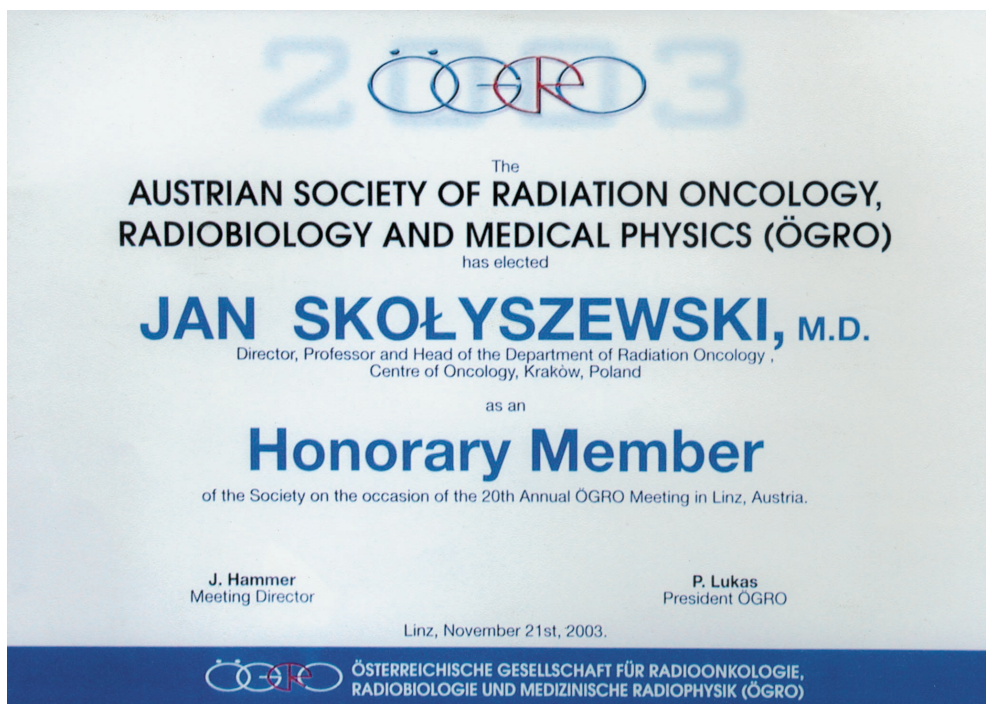 2003
ÖGRO
The
AUSTRIAN SOCIETY OF RADIATION ONCOLOGY,
RADIOBIOLOGY AND MEDICAL PHYSICS (ÖGRO)
has elected
JAN SKOŁYSZEWSKI, M.D.
Director, Professor and Head of the Department of Radiation Oncology ,
Centre of Oncology, Kraków, Poland
as an
Honorary Member
of the Society on the occasion of the 20th Annual ÖGRO Meeting in Linz, Austria.
J. Hammer P. Lukas
Meeting Director President ÖGRO
Linz, November 21st, 2003.
ÖGRO ÖSTERREICHISCHE GESELLSCHAFT FÜR RADIOONKOLOGIE,
RADIOBIOLOGIE UND MEDIZINISCHE RADIOPHYSIK (ÖGRO)